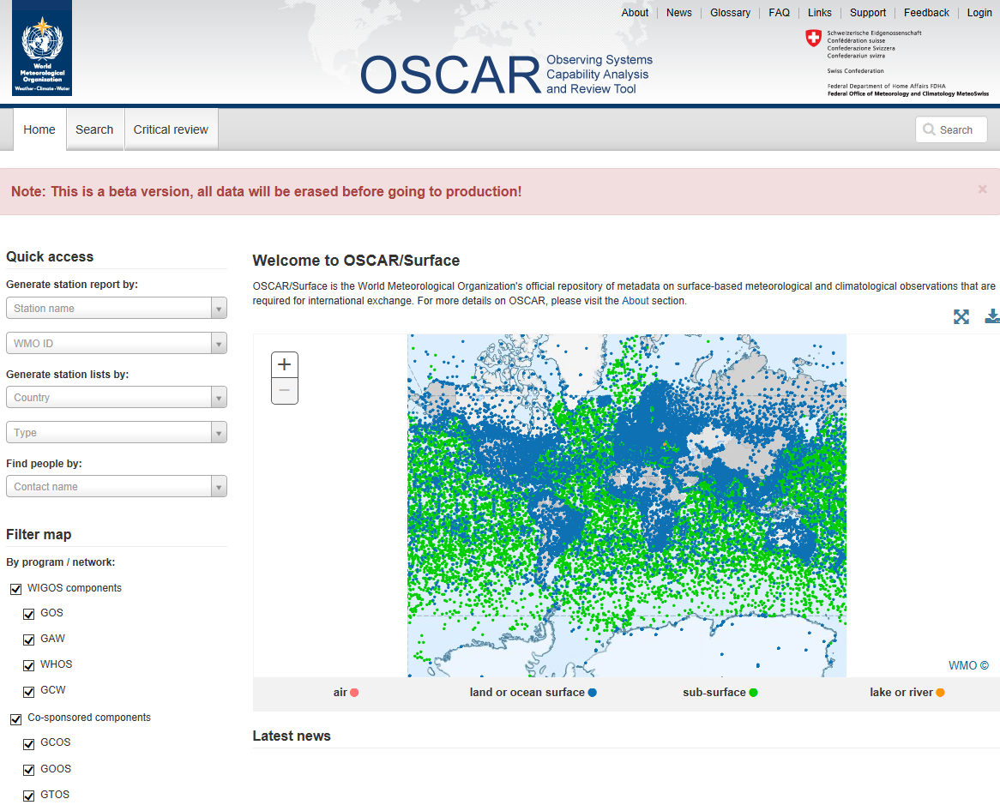 World
Meteorological
Organization
Weather • Climate • Water
About
News
Glossary
FAQ
Links
Support
Feedback
Login
OSCAR
Observing Systems
Capability Analysis
and Review Tool
Schweizerische Eidgenossenschaft
Confédération suisse
Confederazione Svizzera
Confederaziun svizra
Swiss Confederation
Federal Department of Home Affairs FDHA
Federal Office of Meteorology and Climatology MeteoSwiss
Home
Search
Critical review
Search
Note: This is a beta version, all data will be erased before going to production!
×
Quick access
Generate station report by:
Station name
WMO ID
Generate station lists by:
Country
Type
Find people by:
Contact name
Filter map
By program / network:
WIGOS components
GOS
GAW
WHOS
GCW
Co-sponsored components
GCOS
GOOS
GTOS
Welcome to OSCAR/Surface
OSCAR/Surface is the World Meteorological Organization's official repository of metadata on surface-based meteorological and climatological observations that are
required for international exchange. For more details on OSCAR, please visit the About section.
+
−
WMO ©
air
land or ocean surface
sub-surface
lake or river
Latest news